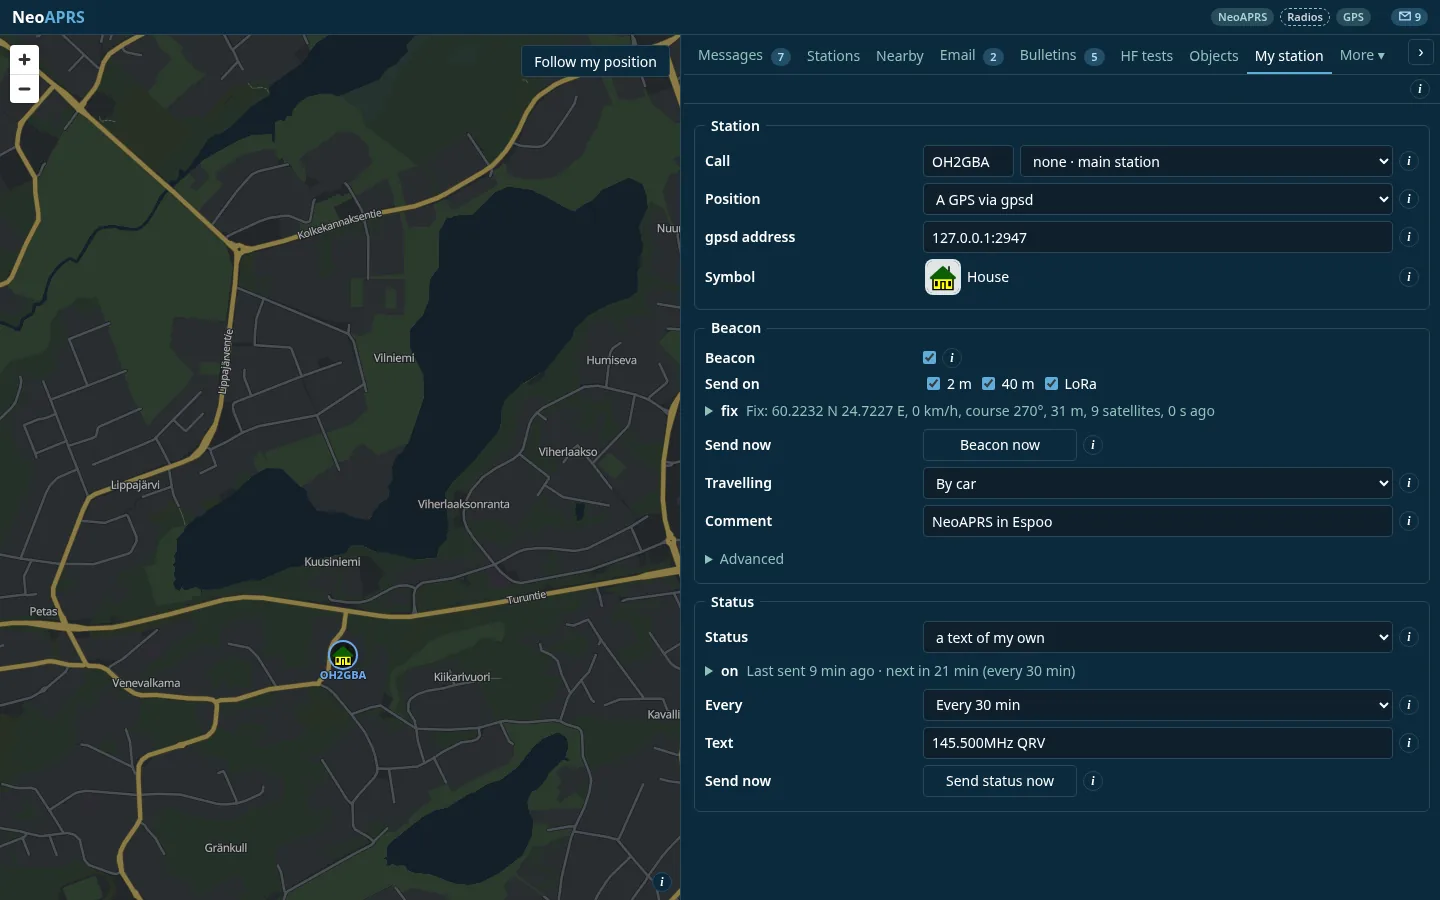 NeoAPRS
NeoAPRS Radios GPS 9
+
−
Follow my position
Kolkekannaksentie
Nuu
Lippajärventie
Vilniemi
Humiseva
Viherlaakso
Lippajärvi
Viherlaaksonranta
Kuusiniemi
Turuntie
Petas
OH2GBA
Venevalkama
Kiikarivuori
Kavalli
Gränkull
i
Messages 7 Stations Nearby Email 2 Bulletins 5 HF tests Objects My station More ▾ ›
i
Station
Call OH2GBA none · main station i
Position A GPS via gpsd i
gpsd address 127.0.0.1:2947 i
Symbol House i
Beacon
Beacon i
Send on 2 m 40 m LoRa
fix Fix: 60.2232 N 24.7227 E, 0 km/h, course 270°, 31 m, 9 satellites, 0 s ago
Send now Beacon now i
Travelling By car i
Comment NeoAPRS in Espoo i
Advanced
Status
Status a text of my own i
on Last sent 9 min ago · next in 21 min (every 30 min)
Every Every 30 min i
Text 145.500MHz QRV i
Send now Send status now i